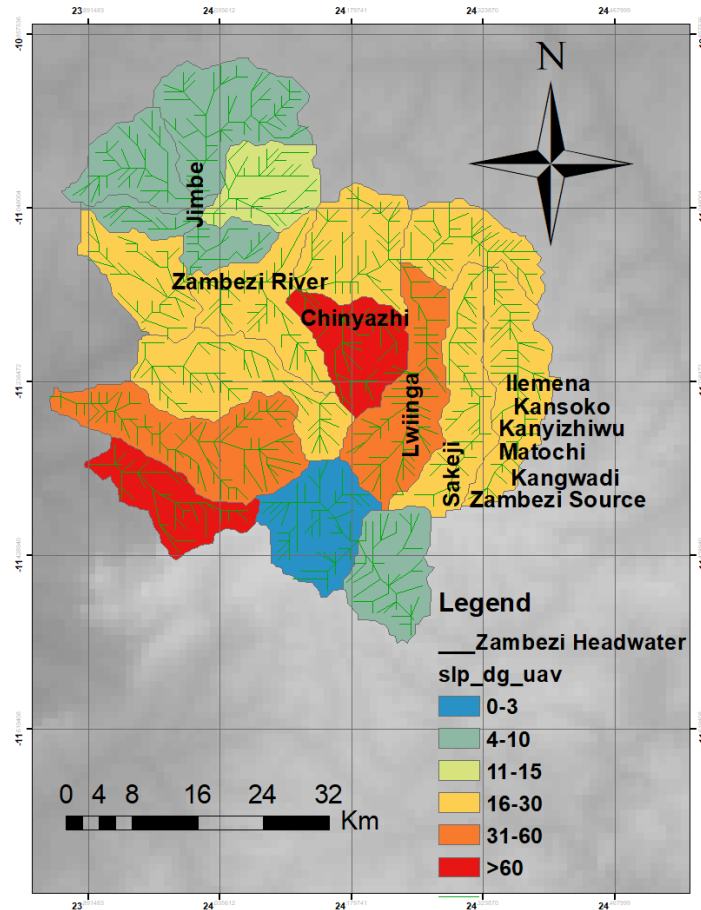 23
24
24
24
24
-10
N
Jimbe
-11
Zambezi River
Chinyazhi
-11
Ilemena
Kansoko
Lwiinga
Kanyizhiwu
Matochi
Sakeji
Kangwadi
Zambezi Source
-11
Legend
___Zambezi Headwater
slp_dg_uav
0-3
4-10
-11
11-15
0 4 8 16 24 32
16-30
Km
31-60
>60
23
24
24
24
24